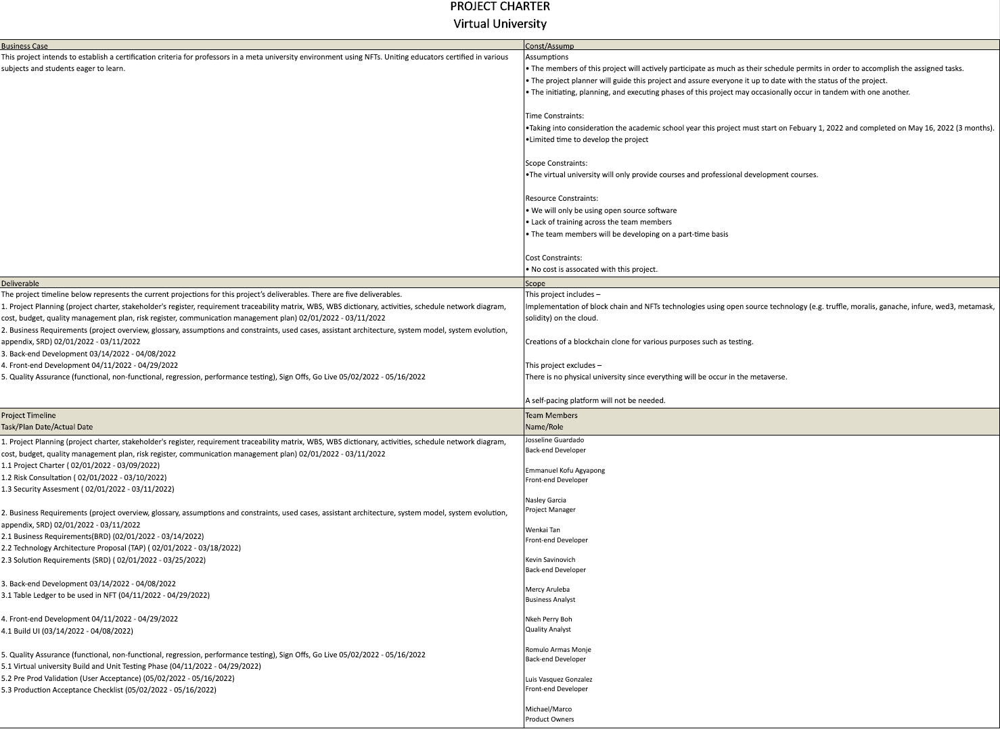 PROJECT CHARTER
Virtual University
Business Case
This project intends to establish a certification criteria for professors in a meta university environment using NFTs. Uniting educators certified in various
subjects and students eager to learn.
Const/Assump
Assumptions
• The members of this project will actively participate as much as their schedule permits in order to accomplish the assigned tasks.
• The project planner will guide this project and assure everyone it up to date with the status of the project.
• The initiating, planning, and executing phases of this project may occasionally occur in tandem with one another.
Time Constraints:
•Taking into consideration the academic school year this project must start on Febuary 1, 2022 and completed on May 16, 2022 (3 months).
•Limited time to develop the project
Scope Constraints:
•The virtual university will only provide courses and professional development courses.
Resource Constraints:
• We will only be using open source software
• Lack of training across the team members
• The team members will be developing on a part-time basis
Cost Constraints:
• No cost is assocated with this project.
Deliverable
The project timeline below represents the current projections for this project's deliverables. There are five deliverables.
1. Project Planning (project charter, stakeholder's register, requirement traceability matrix, WBS, WBS dictionary, activities, schedule network diagram,
cost, budget, quality management plan, risk register, communication management plan) 02/01/2022 - 03/11/2022
2. Business Requirements (project overview, glossary, assumptions and constraints, used cases, assistant architecture, system model, system evolution,
appendix, SRD) 02/01/2022 - 03/11/2022
3. Back-end Development 03/14/2022 - 04/08/2022
4. Front-end Development 04/11/2022 - 04/29/2022
5. Quality Assurance (functional, non-functional, regression, performance testing), Sign Offs, Go Live 05/02/2022 - 05/16/2022
Scope
This project includes –
Implementation of block chain and NFTs technologies using open source technology (e.g. truffle, moralis, ganache, infure, wed3, metamask,
solidity) on the cloud.
Creations of a blockchain clone for various purposes such as testing.
This project excludes –
There is no physical university since everything will be occur in the metaverse.
A self-pacing platform will not be needed.
Project Timeline
Task/Plan Date/Actual Date
1. Project Planning (project charter, stakeholder's register, requirement traceability matrix, WBS, WBS dictionary, activities, schedule network diagram,
cost, budget, quality management plan, risk register, communication management plan) 02/01/2022 - 03/11/2022
1.1 Project Charter ( 02/01/2022 - 03/09/2022)
1.2 Risk Consultation ( 02/01/2022 - 03/10/2022)
1.3 Security Assesment ( 02/01/2022 - 03/11/2022)
2. Business Requirements (project overview, glossary, assumptions and constraints, used cases, assistant architecture, system model, system evolution,
appendix, SRD) 02/01/2022 - 03/11/2022
2.1 Business Requirements(BRD) (02/01/2022 - 03/14/2022)
2.2 Technology Architecture Proposal (TAP) ( 02/01/2022 - 03/18/2022)
2.3 Solution Requirements (SRD) ( 02/01/2022 - 03/25/2022)
3. Back-end Development 03/14/2022 - 04/08/2022
3.1 Table Ledger to be used in NFT (04/11/2022 - 04/29/2022)
4. Front-end Development 04/11/2022 - 04/29/2022
4.1 Build UI (03/14/2022 - 04/08/2022)
5. Quality Assurance (functional, non-functional, regression, performance testing), Sign Offs, Go Live 05/02/2022 - 05/16/2022
5.1 Virtual university Build and Unit Testing Phase (04/11/2022 - 04/29/2022)
5.2 Pre Prod Validation (User Acceptance) (05/02/2022 - 05/16/2022)
5.3 Production Acceptance Checklist (05/02/2022 - 05/16/2022)
Team Members
Name/Role
Josseline Guardado
Back-end Developer
Emmanuel Kofu Agyapong
Front-end Developer
Nasley Garcia
Project Manager
Wenkai Tan
Front-end Developer
Kevin Savinovich
Back-end Developer
Mercy Aruleba
Business Analyst
Nkeh Perry Boh
Quality Analyst
Romulo Armas Monje
Back-end Developer
Luis Vasquez Gonzalez
Front-end Developer
Michael/Marco
Product Owners